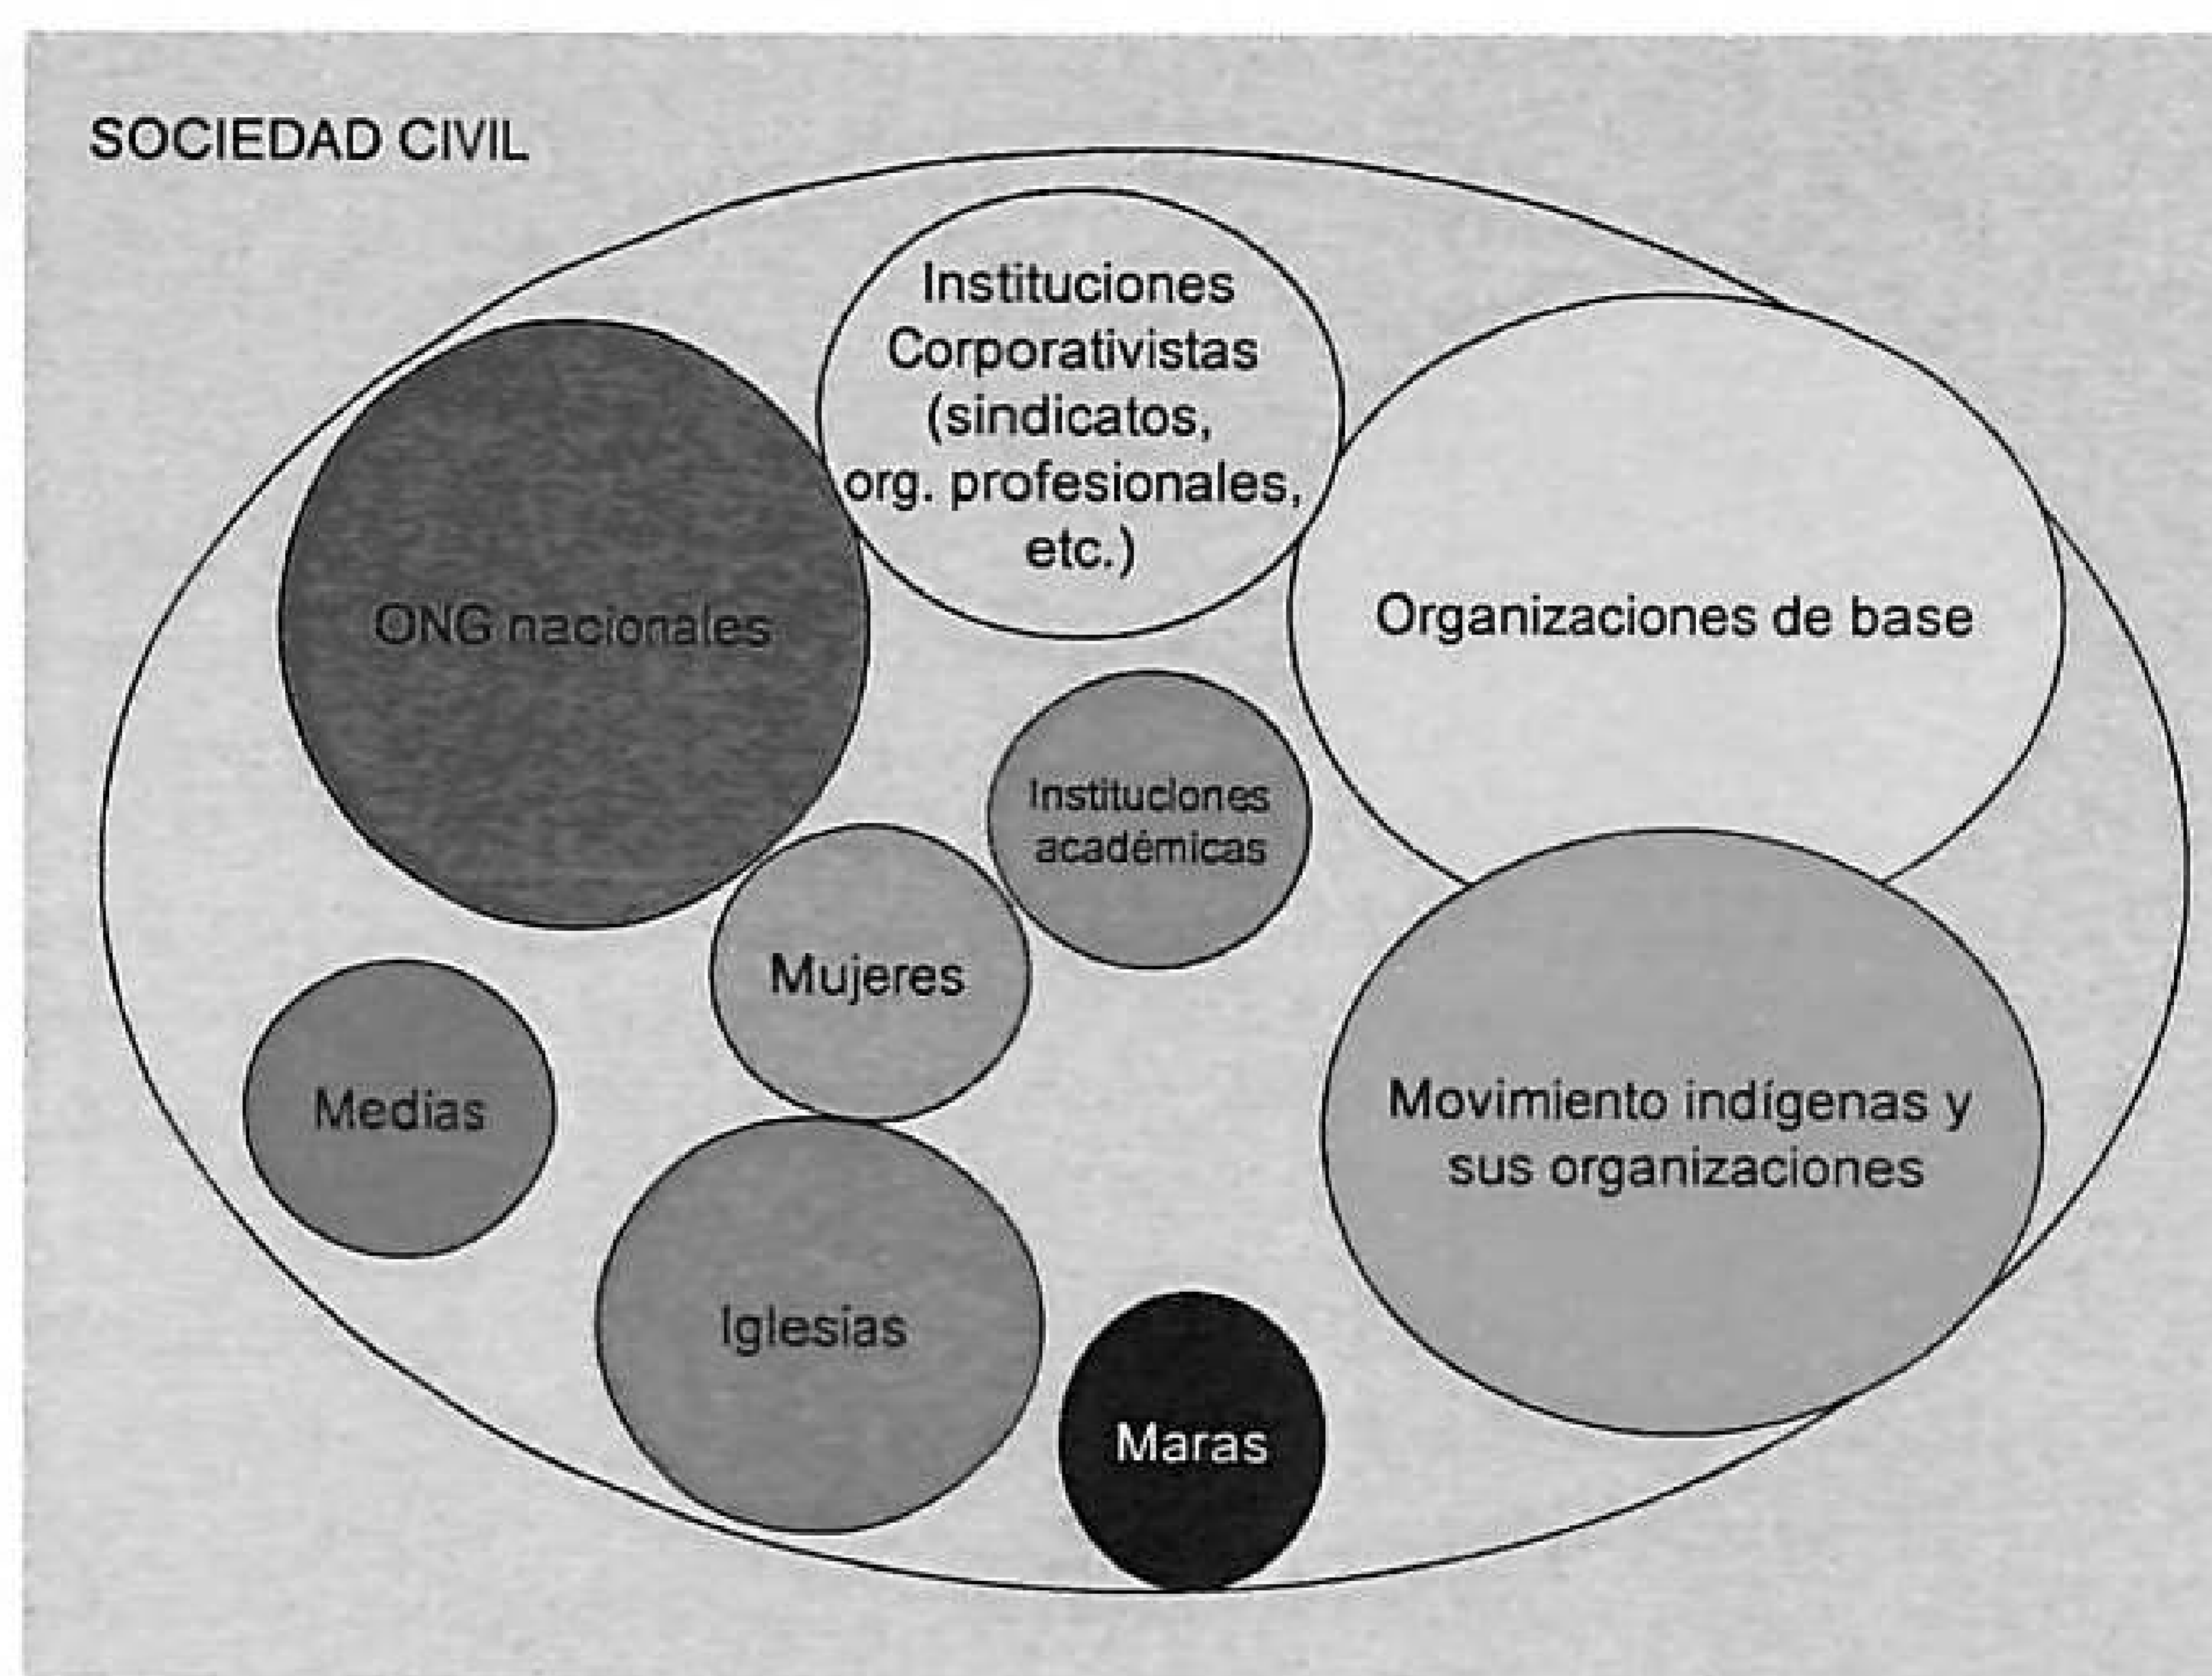 SOCIEDAD CIVIL
Instituciones
Corporativistas
(sindicatos,
org. profesionales,
etc.)
ONG nacionales
Organizaciones de base
Instituciones
académicas
Mujeres
Medias
Movimiento indígenas y
sus organizaciones
Iglesias
Maras